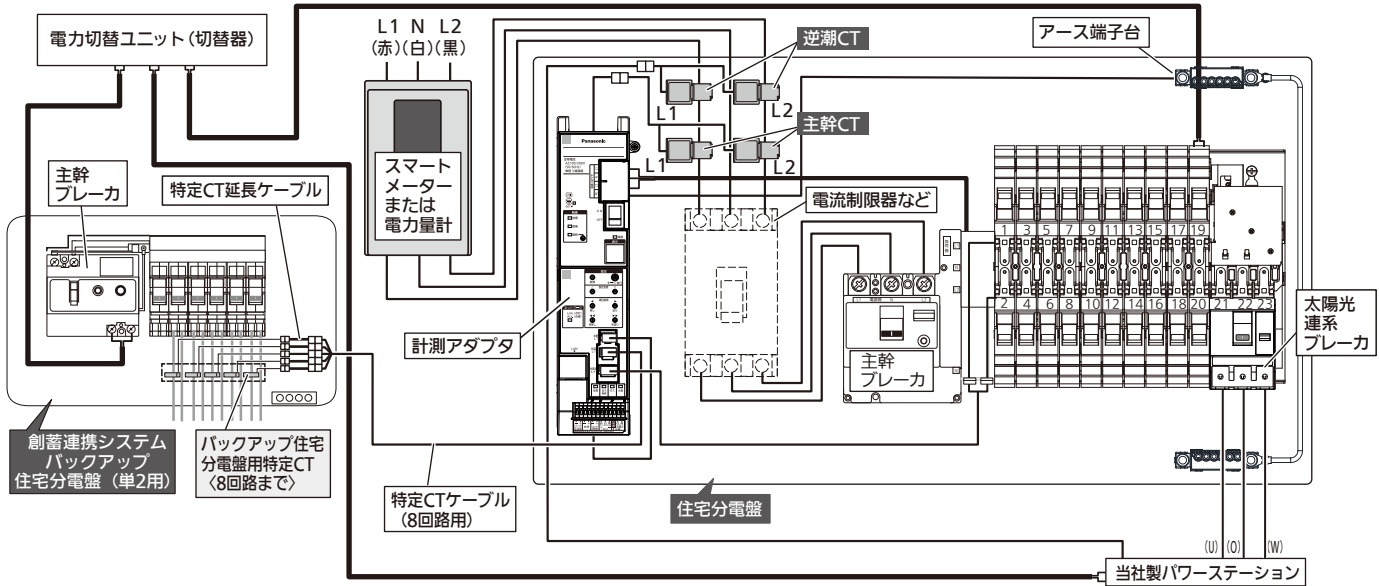 電力切替ユニット(切替器)
L1 N L2
(赤)(白)(黒)
逆潮CT
アース端子台
L1
L2
主幹CT
L1
L2
Panasonic
スマート
メーター
または
電力量計
主幹
ブレーカ
特定CT延長ケーブル
電流制限器など
1 3 5 7 9 11 13 15 17 19
2 4 6 8 10 12 14 16 18 20 21 22 23
太陽光
連系
ブレーカ
計測アダプタ
主幹
ブレーカ
創蓄連携システム
バックアップ
住宅分電盤(単2用)
バックアップ住宅
分電盤用特定CT
〈8回路まで〉
特定CTケーブル
(8回路用)
住宅分電盤
(U) (O) (W)
当社製パワーステーション